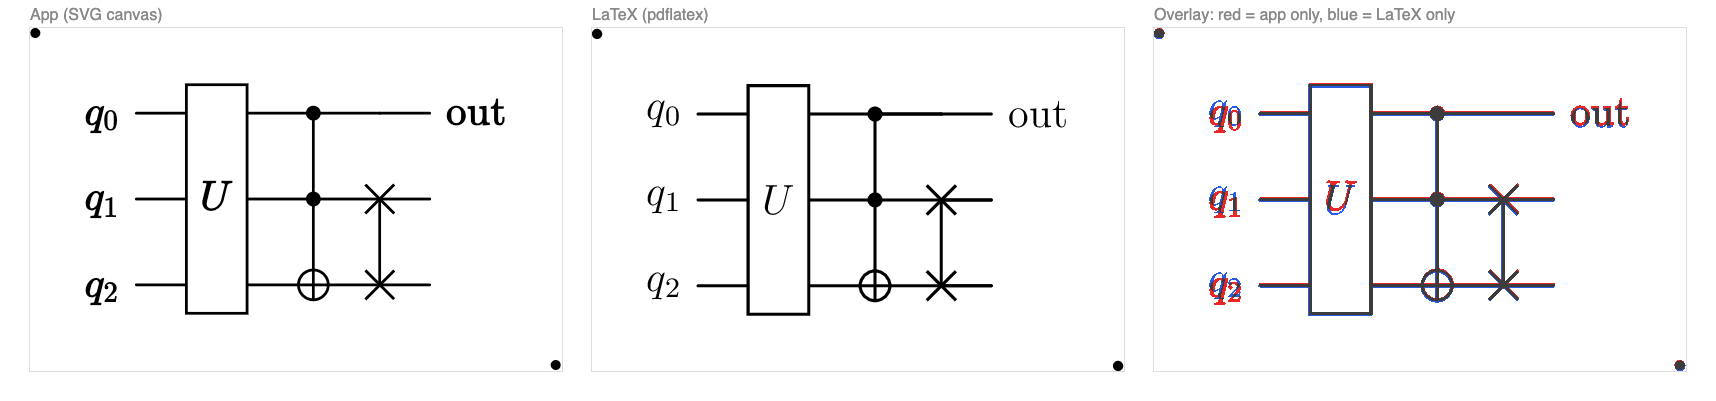 App (SVG canvas)
q0
out
q1
U
q2
LaTeX (pdflatex)
q0
out
q1
U
q2
Overlay: red = app only, blue = LaTeX only
q0
out
q1
U
q2